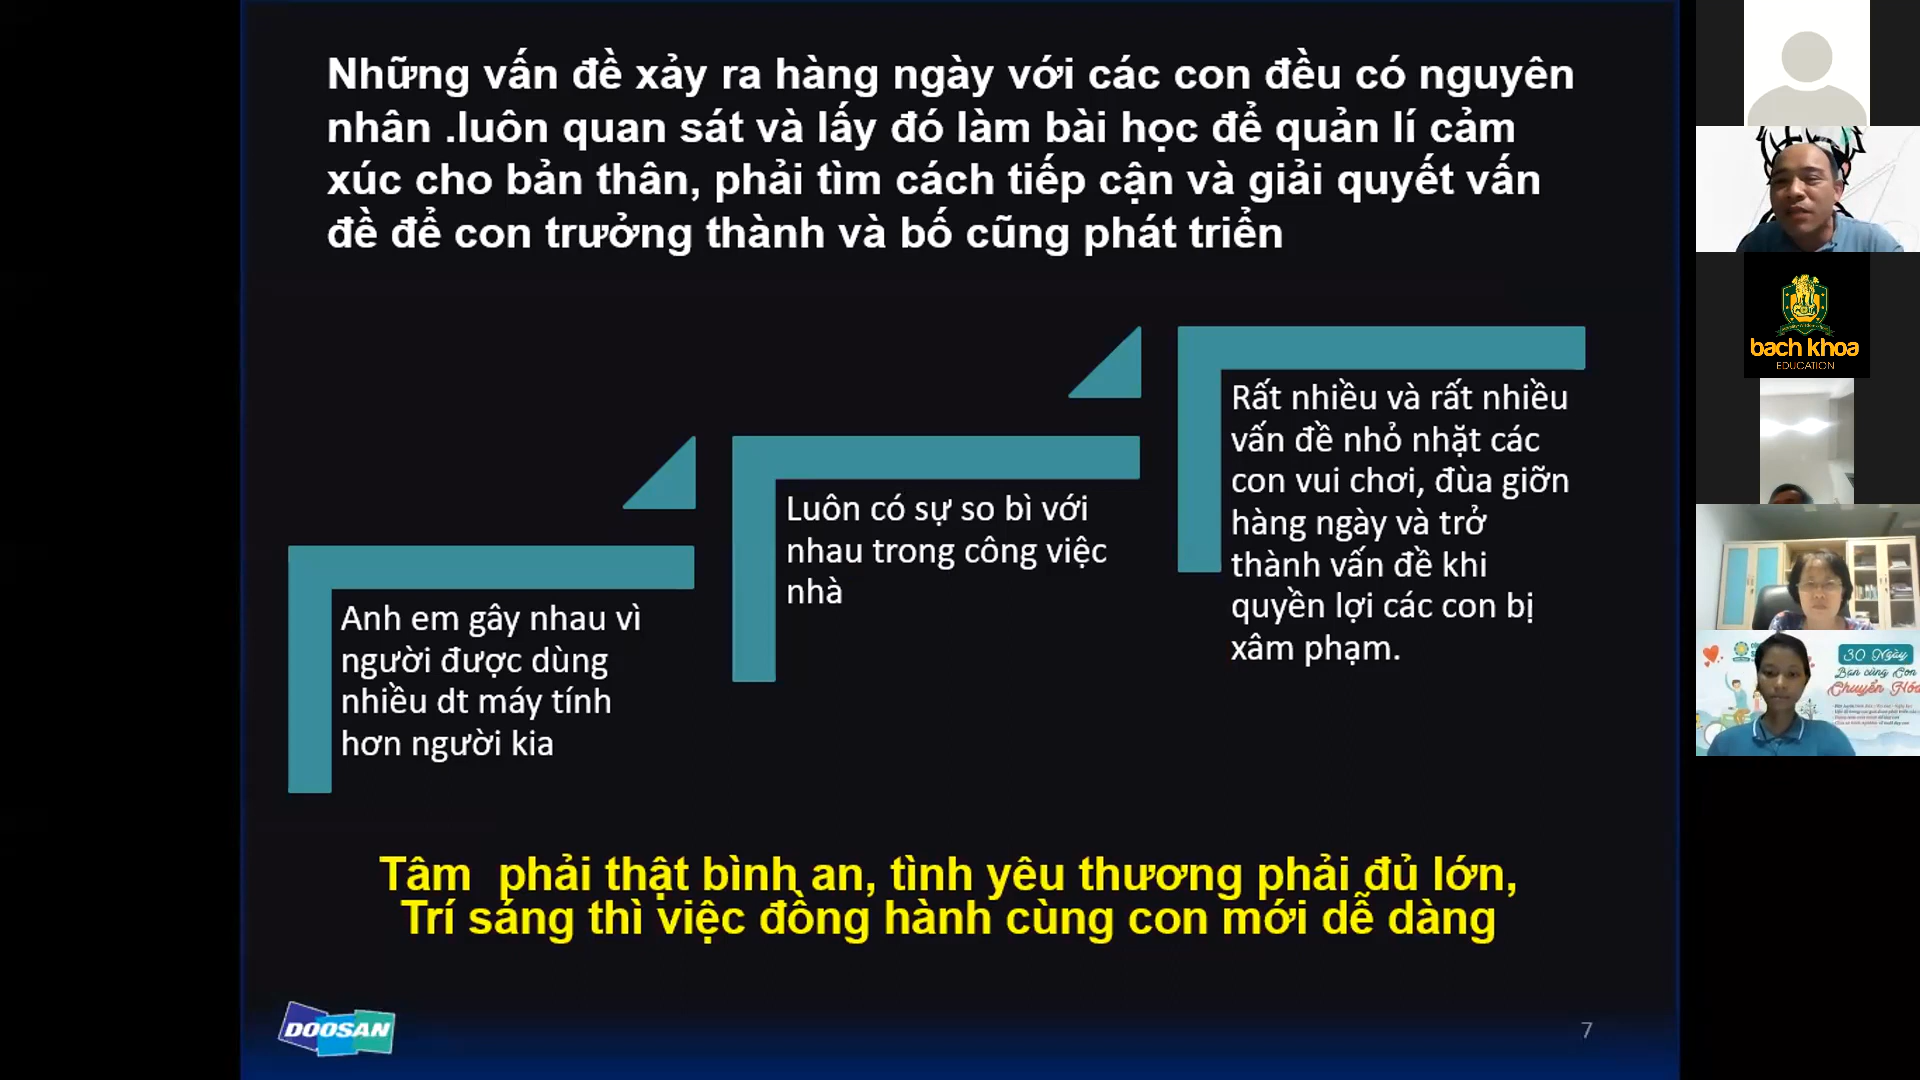 Những vấn đề xảy ra hàng ngày với các con đều có nguyên
nhân .luôn quan sát và lấy đó làm bài học để quản lí cảm
xúc cho bản thân, phải tìm cách tiếp cận và giải quyết vấn
đề để con trưởng thành và bố cũng phát triển
Anh em gây nhau vì
người được dùng
nhiều dt máy tính
hơn người kia
Luôn có sự so bì với
nhau trong công việc
nhà
Rất nhiều và rất nhiều
vấn đề nhỏ nhặt các
con vui chơi, đùa giỡn
hàng ngày và trở
thành vấn đề khi
quyền lợi các con bị
xâm phạm.
Tâm  phải thật bình an, tình yêu thương phải đủ lớn,
Trí sáng thì việc đồng hành cùng con mới dễ dàng
DOOSAN
7
bach khoa
EDUCATION
30 Ngày
Bạn cùng Con
Chuyển Hóa